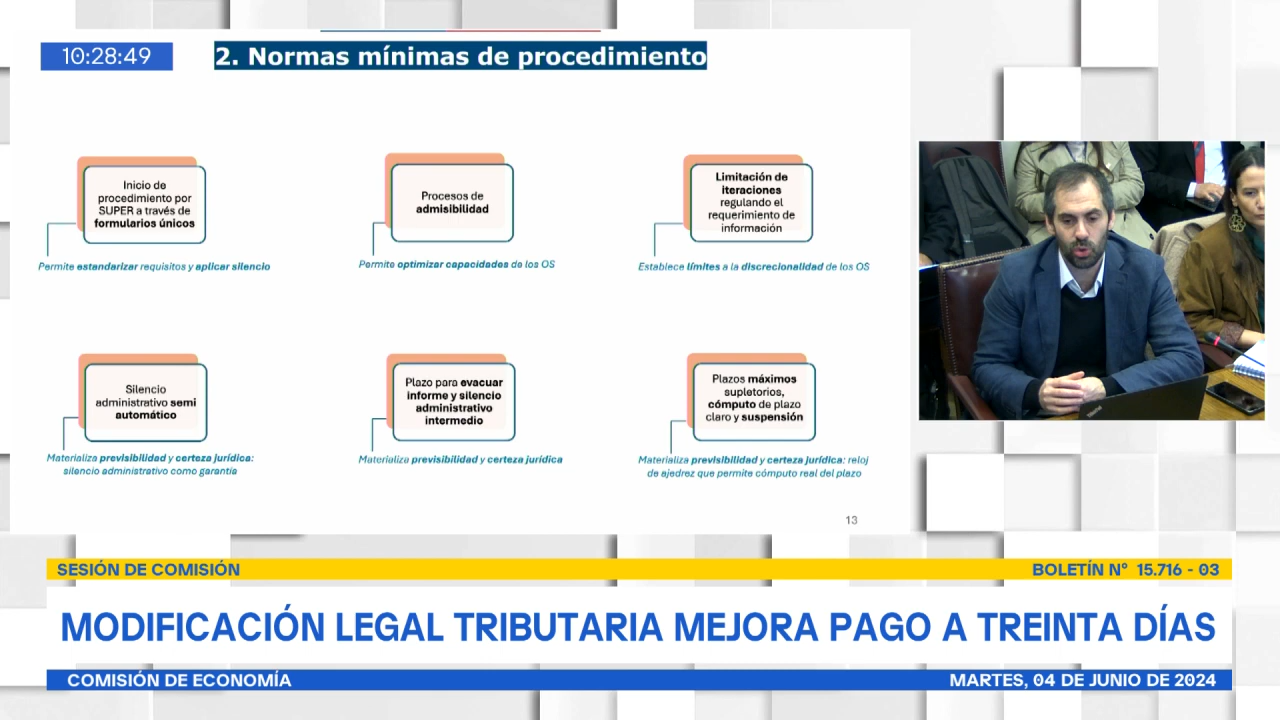 10:28:49
2. Normas mínimas de procedimiento
Inicio de
procedimiento por
SUPER a través de
formularios únicos
Permite estandarizar requisitos y aplicar silencio
Procesos de
admisibilidad
Permite optimizar capacidades de los OS
Limitación de
iteraciones
regulando el
requerimiento de
información
Establece límites a la discrecionalidad de los OS
Silencio
administrativo semi
automático
Materializa previsibilidad y certeza jurídica:
silencio administrativo como garantía
Plazo para evacuar
informe y silencio
administrativo
intermedio
Materializa previsibilidad y certeza jurídica
Plazos máximos
supletorios,
cómputo de plazo
claro y suspensión
Materializa previsibilidad y certeza jurídica: reloj
de ajedrez que permite cómputo real del plazo
13
SESIÓN DE COMISIÓN
BOLETÍN N° 15.716 - 03
MODIFICACIÓN LEGAL TRIBUTARIA MEJORA PAGO A TREINTA DÍAS
COMISIÓN DE ECONOMÍA
MARTES, 04 DE JUNIO DE 2024